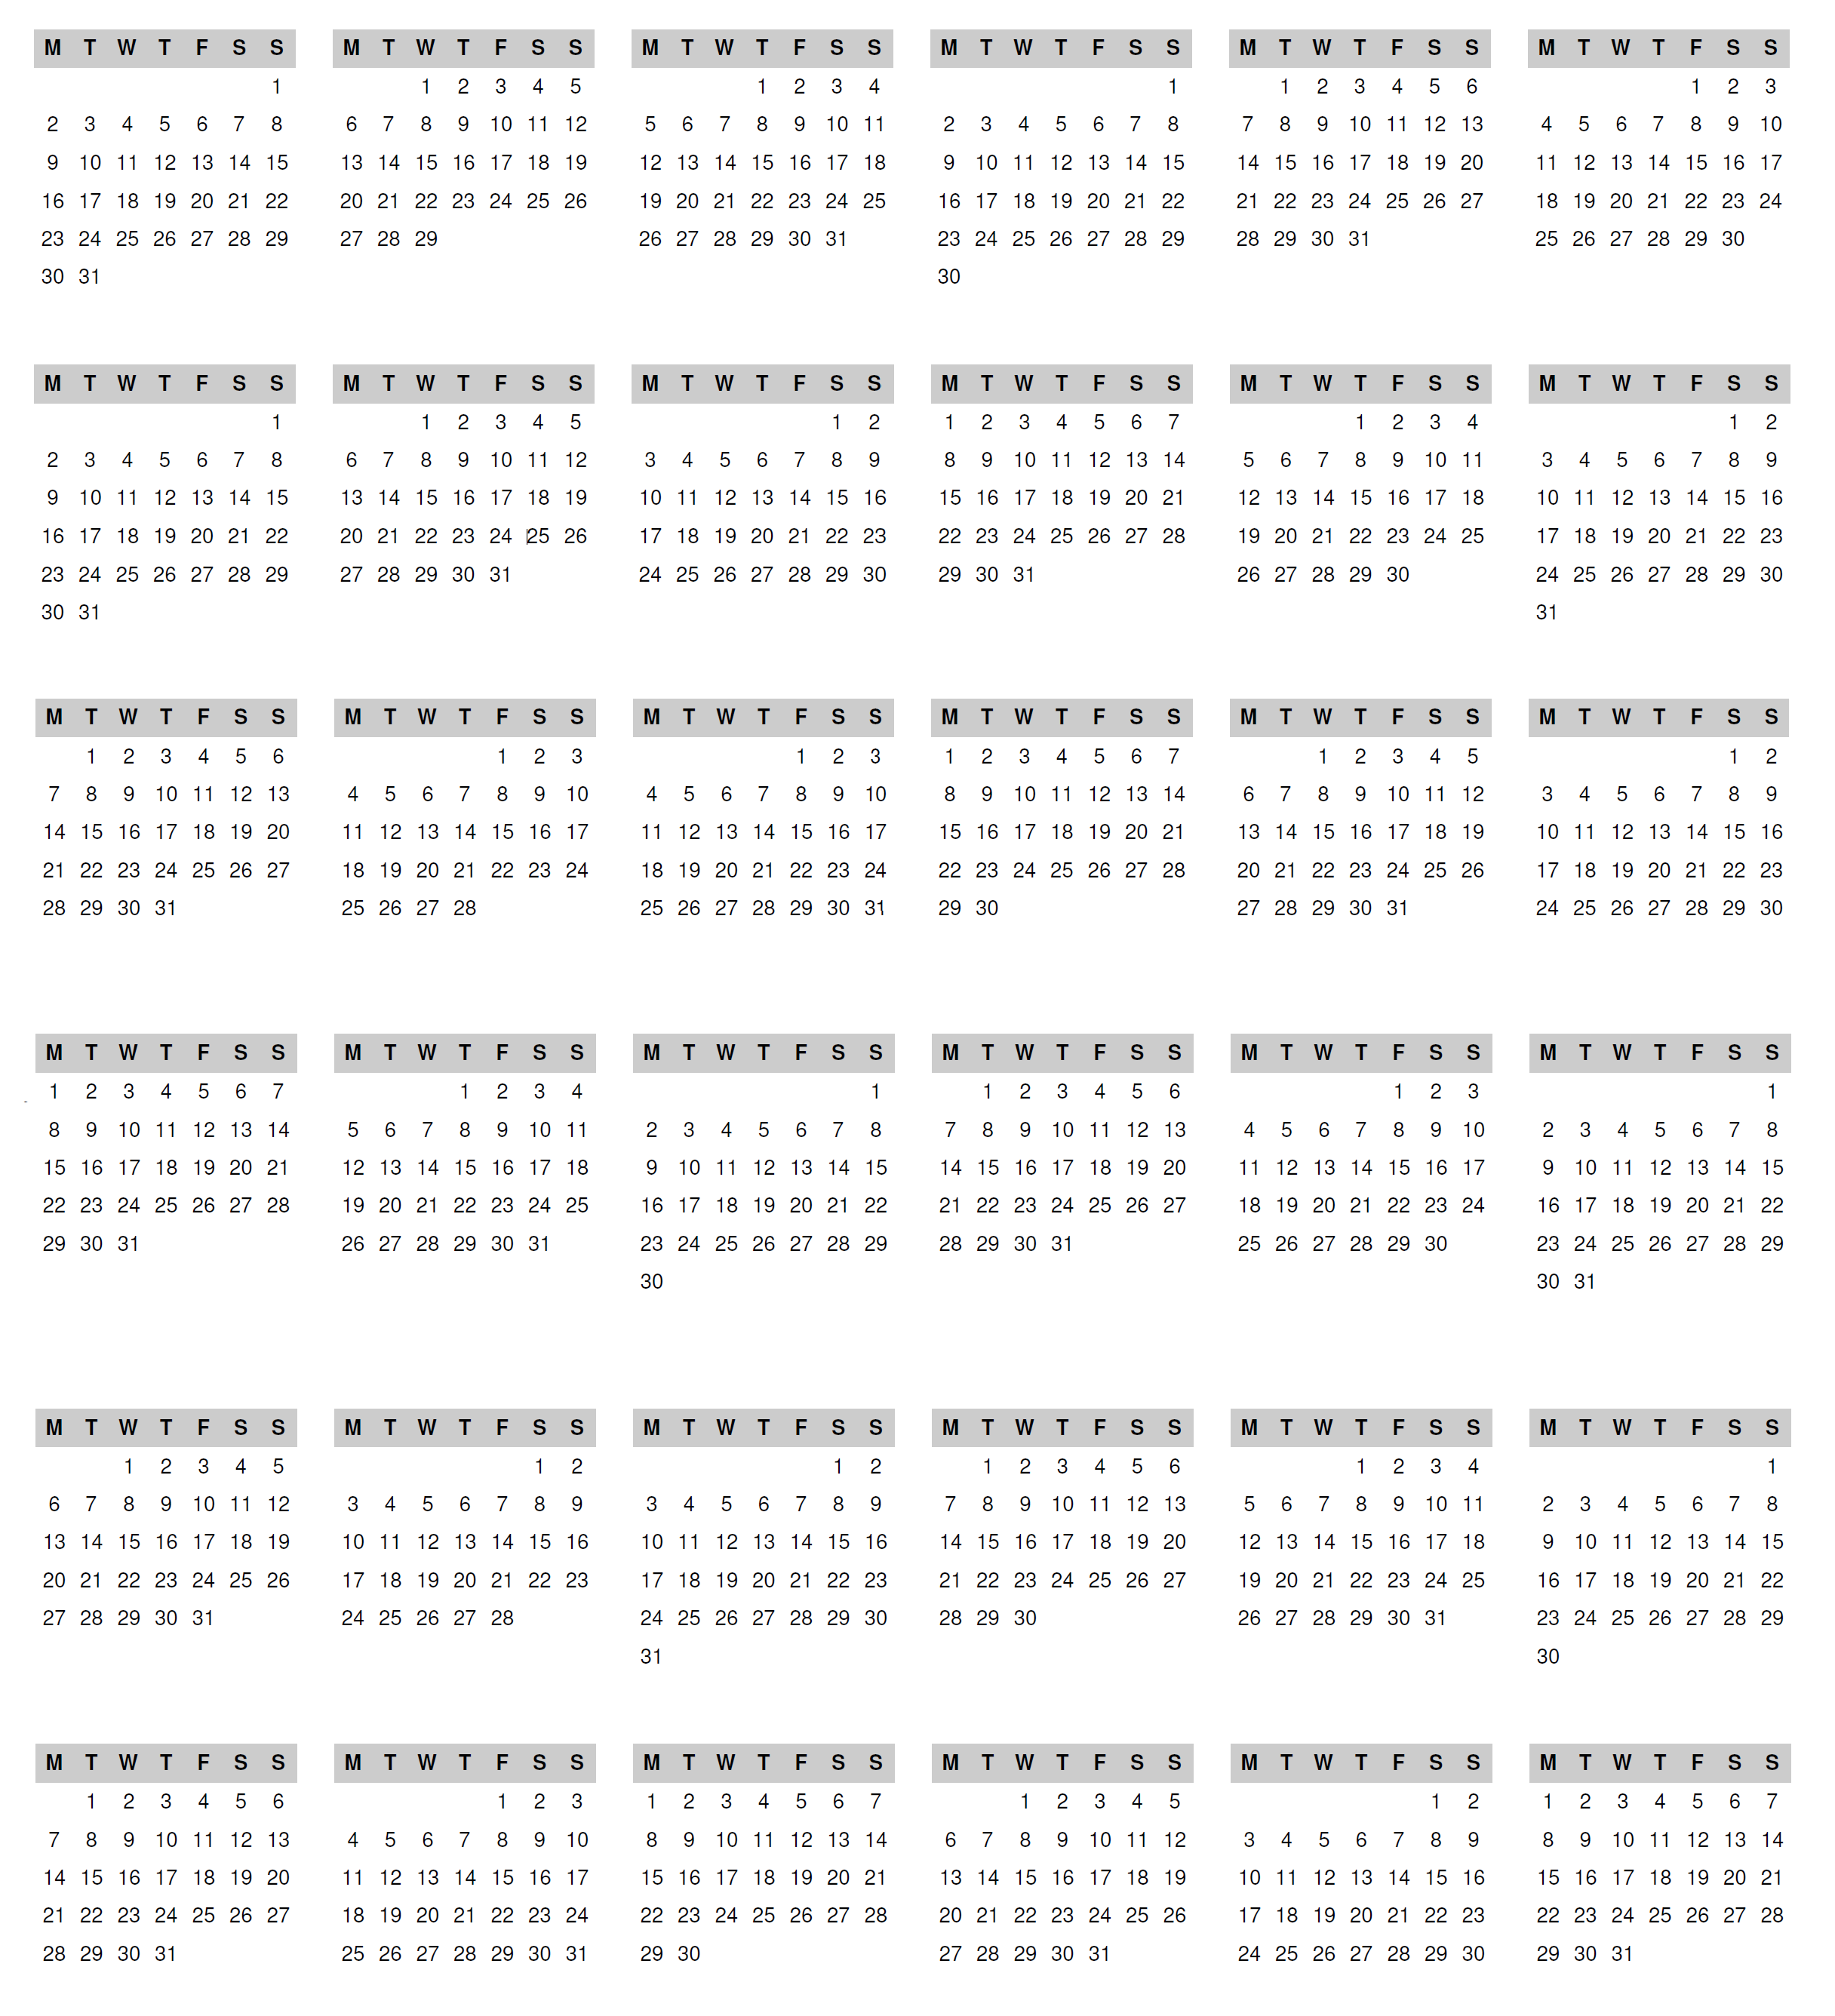 M T W T F S S
1
2 3 4 5 6 7 8
9 10 11 12 13 14 15
16 17 18 19 20 21 22
23 24 25 26 27 28 29
30 31
M T W T F S S
1 2 3 4 5
6 7 8 9 10 11 12
13 14 15 16 17 18 19
20 21 22 23 24 25 26
27 28 29
M T W T F S S
1 2 3 4
5 6 7 8 9 10 11
12 13 14 15 16 17 18
19 20 21 22 23 24 25
26 27 28 29 30 31
M T W T F S S
1
2 3 4 5 6 7 8
9 10 11 12 13 14 15
16 17 18 19 20 21 22
23 24 25 26 27 28 29
30
M T W T F S S
1 2 3 4 5 6
7 8 9 10 11 12 13
14 15 16 17 18 19 20
21 22 23 24 25 26 27
28 29 30 31
M T W T F S S
1 2 3
4 5 6 7 8 9 10
11 12 13 14 15 16 17
18 19 20 21 22 23 24
25 26 27 28 29 30
M T W T F S S
1
2 3 4 5 6 7 8
9 10 11 12 13 14 15
16 17 18 19 20 21 22
23 24 25 26 27 28 29
30 31
M T W T F S S
1 2 3 4 5
6 7 8 9 10 11 12
13 14 15 16 17 18 19
20 21 22 23 24 25 26
27 28 29 30 31
M T W T F S S
1 2
3 4 5 6 7 8 9
10 11 12 13 14 15 16
17 18 19 20 21 22 23
24 25 26 27 28 29 30
M T W T F S S
1 2 3 4 5 6 7
8 9 10 11 12 13 14
15 16 17 18 19 20 21
22 23 24 25 26 27 28
29 30 31
M T W T F S S
1 2 3 4
5 6 7 8 9 10 11
12 13 14 15 16 17 18
19 20 21 22 23 24 25
26 27 28 29 30
M T W T F S S
1 2
3 4 5 6 7 8 9
10 11 12 13 14 15 16
17 18 19 20 21 22 23
24 25 26 27 28 29 30
31
M T W T F S S
1 2 3 4 5 6
7 8 9 10 11 12 13
14 15 16 17 18 19 20
21 22 23 24 25 26 27
28 29 30 31
M T W T F S S
1 2 3
4 5 6 7 8 9 10
11 12 13 14 15 16 17
18 19 20 21 22 23 24
25 26 27 28
M T W T F S S
1 2 3
4 5 6 7 8 9 10
11 12 13 14 15 16 17
18 19 20 21 22 23 24
25 26 27 28 29 30 31
M T W T F S S
1 2 3 4 5 6 7
8 9 10 11 12 13 14
15 16 17 18 19 20 21
22 23 24 25 26 27 28
29 30
M T W T F S S
1 2 3 4 5
6 7 8 9 10 11 12
13 14 15 16 17 18 19
20 21 22 23 24 25 26
27 28 29 30 31
M T W T F S S
1 2
3 4 5 6 7 8 9
10 11 12 13 14 15 16
17 18 19 20 21 22 23
24 25 26 27 28 29 30
M T W T F S S
1 2 3 4 5 6 7
8 9 10 11 12 13 14
15 16 17 18 19 20 21
22 23 24 25 26 27 28
29 30 31
M T W T F S S
1 2 3 4
5 6 7 8 9 10 11
12 13 14 15 16 17 18
19 20 21 22 23 24 25
26 27 28 29 30 31
M T W T F S S
1
2 3 4 5 6 7 8
9 10 11 12 13 14 15
16 17 18 19 20 21 22
23 24 25 26 27 28 29
30
M T W T F S S
1 2 3 4 5 6
7 8 9 10 11 12 13
14 15 16 17 18 19 20
21 22 23 24 25 26 27
28 29 30 31
M T W T F S S
1 2 3
4 5 6 7 8 9 10
11 12 13 14 15 16 17
18 19 20 21 22 23 24
25 26 27 28 29 30
M T W T F S S
1
2 3 4 5 6 7 8
9 10 11 12 13 14 15
16 17 18 19 20 21 22
23 24 25 26 27 28 29
30 31
M T W T F S S
1 2 3 4 5
6 7 8 9 10 11 12
13 14 15 16 17 18 19
20 21 22 23 24 25 26
27 28 29 30 31
M T W T F S S
1 2
3 4 5 6 7 8 9
10 11 12 13 14 15 16
17 18 19 20 21 22 23
24 25 26 27 28
M T W T F S S
1 2
3 4 5 6 7 8 9
10 11 12 13 14 15 16
17 18 19 20 21 22 23
24 25 26 27 28 29 30
31
M T W T F S S
1 2 3 4 5 6
7 8 9 10 11 12 13
14 15 16 17 18 19 20
21 22 23 24 25 26 27
28 29 30
M T W T F S S
1 2 3 4
5 6 7 8 9 10 11
12 13 14 15 16 17 18
19 20 21 22 23 24 25
26 27 28 29 30 31
M T W T F S S
1
2 3 4 5 6 7 8
9 10 11 12 13 14 15
16 17 18 19 20 21 22
23 24 25 26 27 28 29
30
M T W T F S S
1 2 3 4 5 6
7 8 9 10 11 12 13
14 15 16 17 18 19 20
21 22 23 24 25 26 27
28 29 30 31
M T W T F S S
1 2 3
4 5 6 7 8 9 10
11 12 13 14 15 16 17
18 19 20 21 22 23 24
25 26 27 28 29 30 31
M T W T F S S
1 2 3 4 5 6 7
8 9 10 11 12 13 14
15 16 17 18 19 20 21
22 23 24 25 26 27 28
29 30
M T W T F S S
1 2 3 4 5
6 7 8 9 10 11 12
13 14 15 16 17 18 19
20 21 22 23 24 25 26
27 28 29 30 31
M T W T F S S
1 2
3 4 5 6 7 8 9
10 11 12 13 14 15 16
17 18 19 20 21 22 23
24 25 26 27 28 29 30
M T W T F S S
1 2 3 4 5 6 7
8 9 10 11 12 13 14
15 16 17 18 19 20 21
22 23 24 25 26 27 28
29 30 31